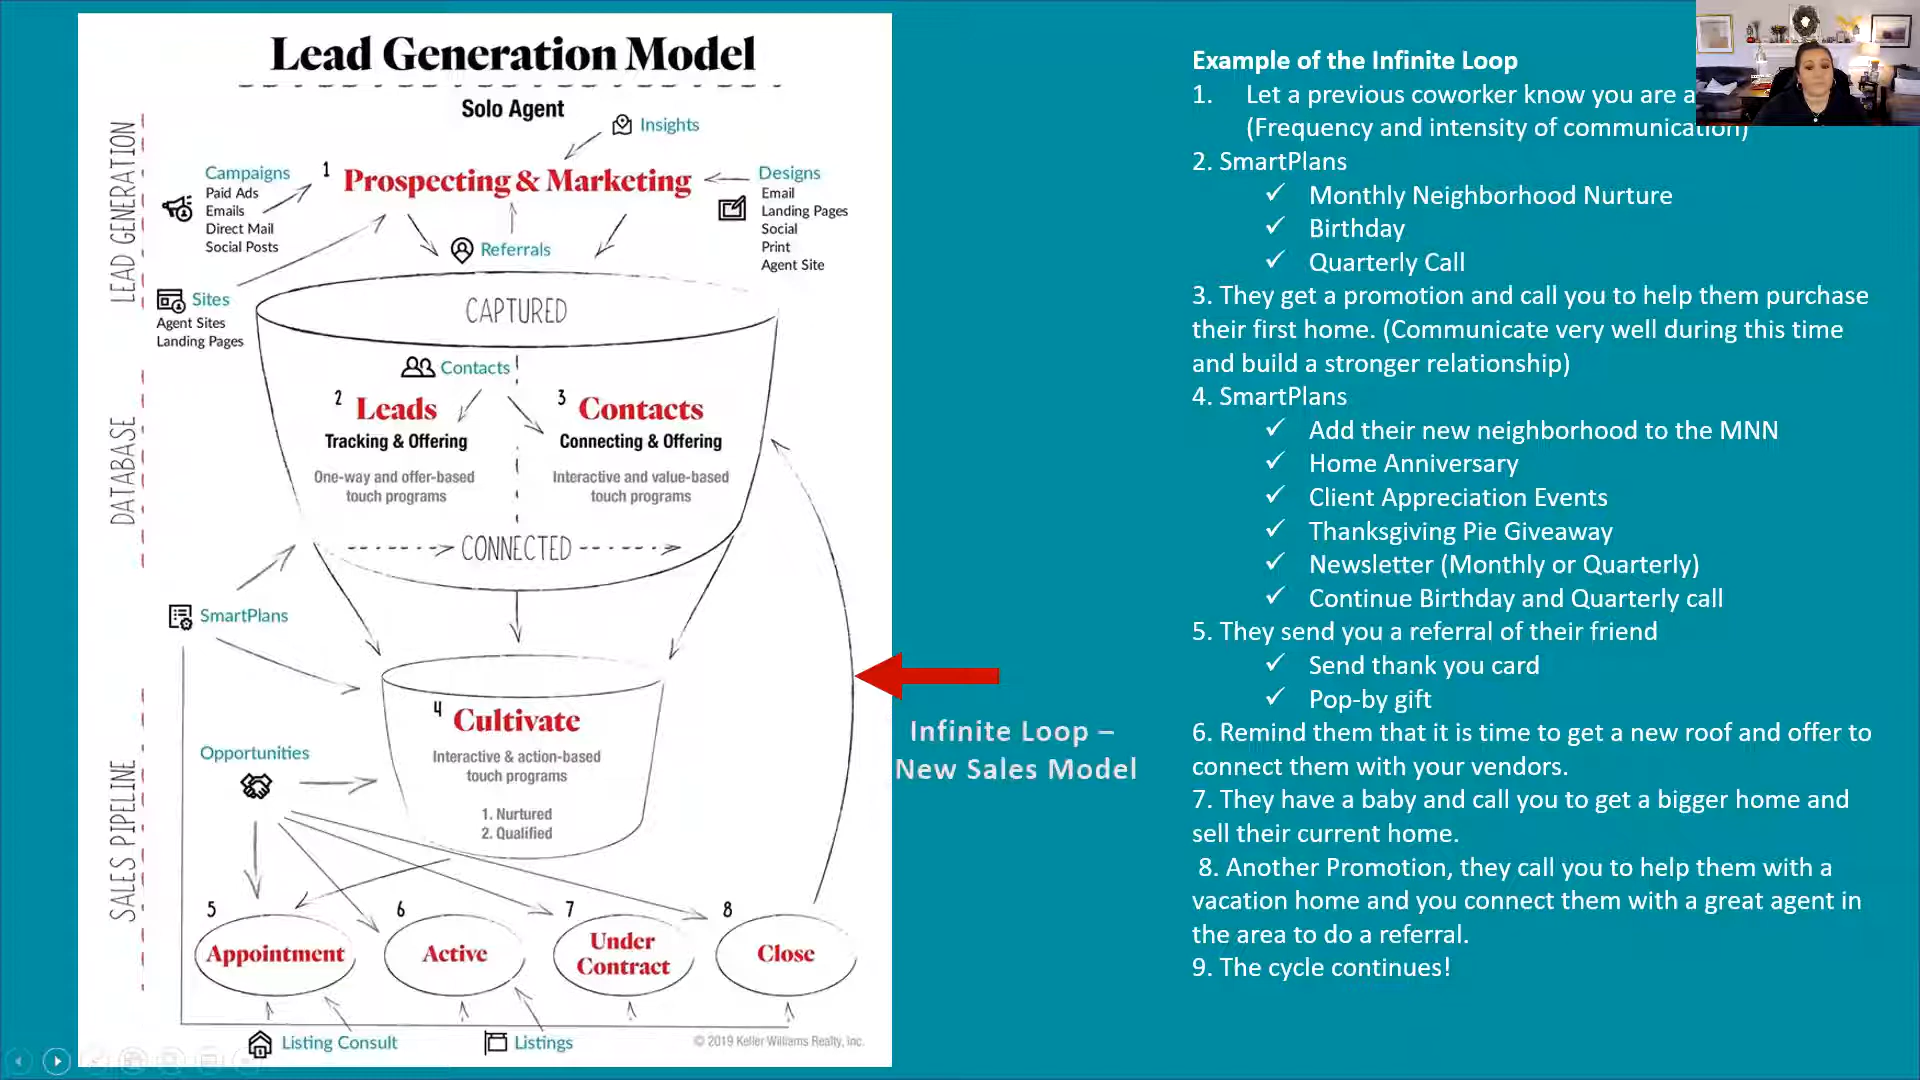 Lead Generation Model
Solo Agent
LEAD GENERATION
DATABASE
SALES PIPELINE
Insights
Campaigns
Paid Ads
Emails
Direct Mail
Social Posts
1
Prospecting & Marketing
Designs
Email
Landing Pages
Social
Print
Agent Site
Referrals
Sites
Agent Sites
Landing Pages
CAPTURED
Contacts
2 Leads
Tracking & Offering
One-way and offer-based
touch programs
3 Contacts
Connecting & Offering
Interactive and value-based
touch programs
CONNECTED
SmartPlans
4 Cultivate
Interactive & action-based
touch programs
1. Nurtured
2. Qualified
Opportunities
5
Appointment
6
Active
7
Under
Contract
8
Close
Listing Consult
Listings
© 2019 Keller Williams Realty, Inc.
Infinite Loop –
New Sales Model
Example of the Infinite Loop
1. Let a previous coworker know you are a
(Frequency and intensity of communication)
2. SmartPlans
✓ Monthly Neighborhood Nurture
✓ Birthday
✓ Quarterly Call
3. They get a promotion and call you to help them purchase
their first home. (Communicate very well during this time
and build a stronger relationship)
4. SmartPlans
✓ Add their new neighborhood to the MNN
✓ Home Anniversary
✓ Client Appreciation Events
✓ Thanksgiving Pie Giveaway
✓ Newsletter (Monthly or Quarterly)
✓ Continue Birthday and Quarterly call
5. They send you a referral of their friend
✓ Send thank you card
✓ Pop-by gift
6. Remind them that it is time to get a new roof and offer to
connect them with your vendors.
7. They have a baby and call you to get a bigger home and
sell their current home.
8. Another Promotion, they call you to help them with a
vacation home and you connect them with a great agent in
the area to do a referral.
9. The cycle continues!